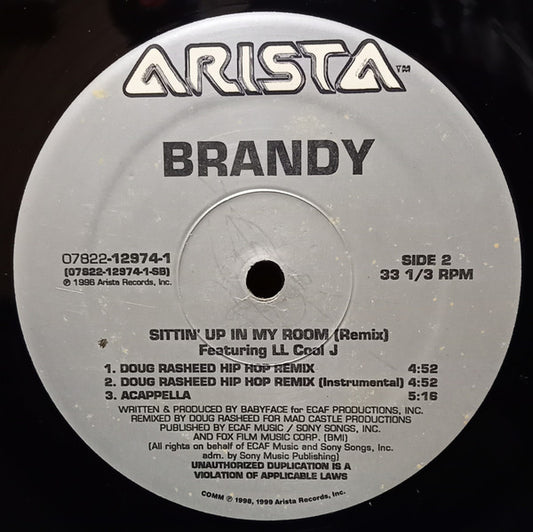 ARISTA™
BRANDY
07822-12974-1
(07822-12974-1-SB)
℗ 1996 Arista Records, Inc.
SIDE 2
33 1/3 RPM
SITTIN' UP IN MY ROOM (Remix)
Featuring LL Cool J
1. DOUG RASHEED HIP HOP REMIX 4:52
2. DOUG RASHEED HIP HOP REMIX (Instrumental) 4:52
3. ACAPPELLA 5:16
WRITTEN & PRODUCED BY BABYFACE for ECAF PRODUCTIONS, INC.
REMIXED BY DOUG RASHEED FOR MAD CASTLE PRODUCTIONS
PUBLISHED BY ECAF MUSIC / SONY SONGS, INC.
AND FOX FILM MUSIC CORP. (BMI)
(All rights on behalf of ECAF Music and Sony Songs, Inc.
adm. by Sony Music Publishing)
UNAUTHORIZED DUPLICATION IS A
VIOLATION OF APPLICABLE LAWS
COMM ℗ 1998, 1999 Arista Records, Inc.